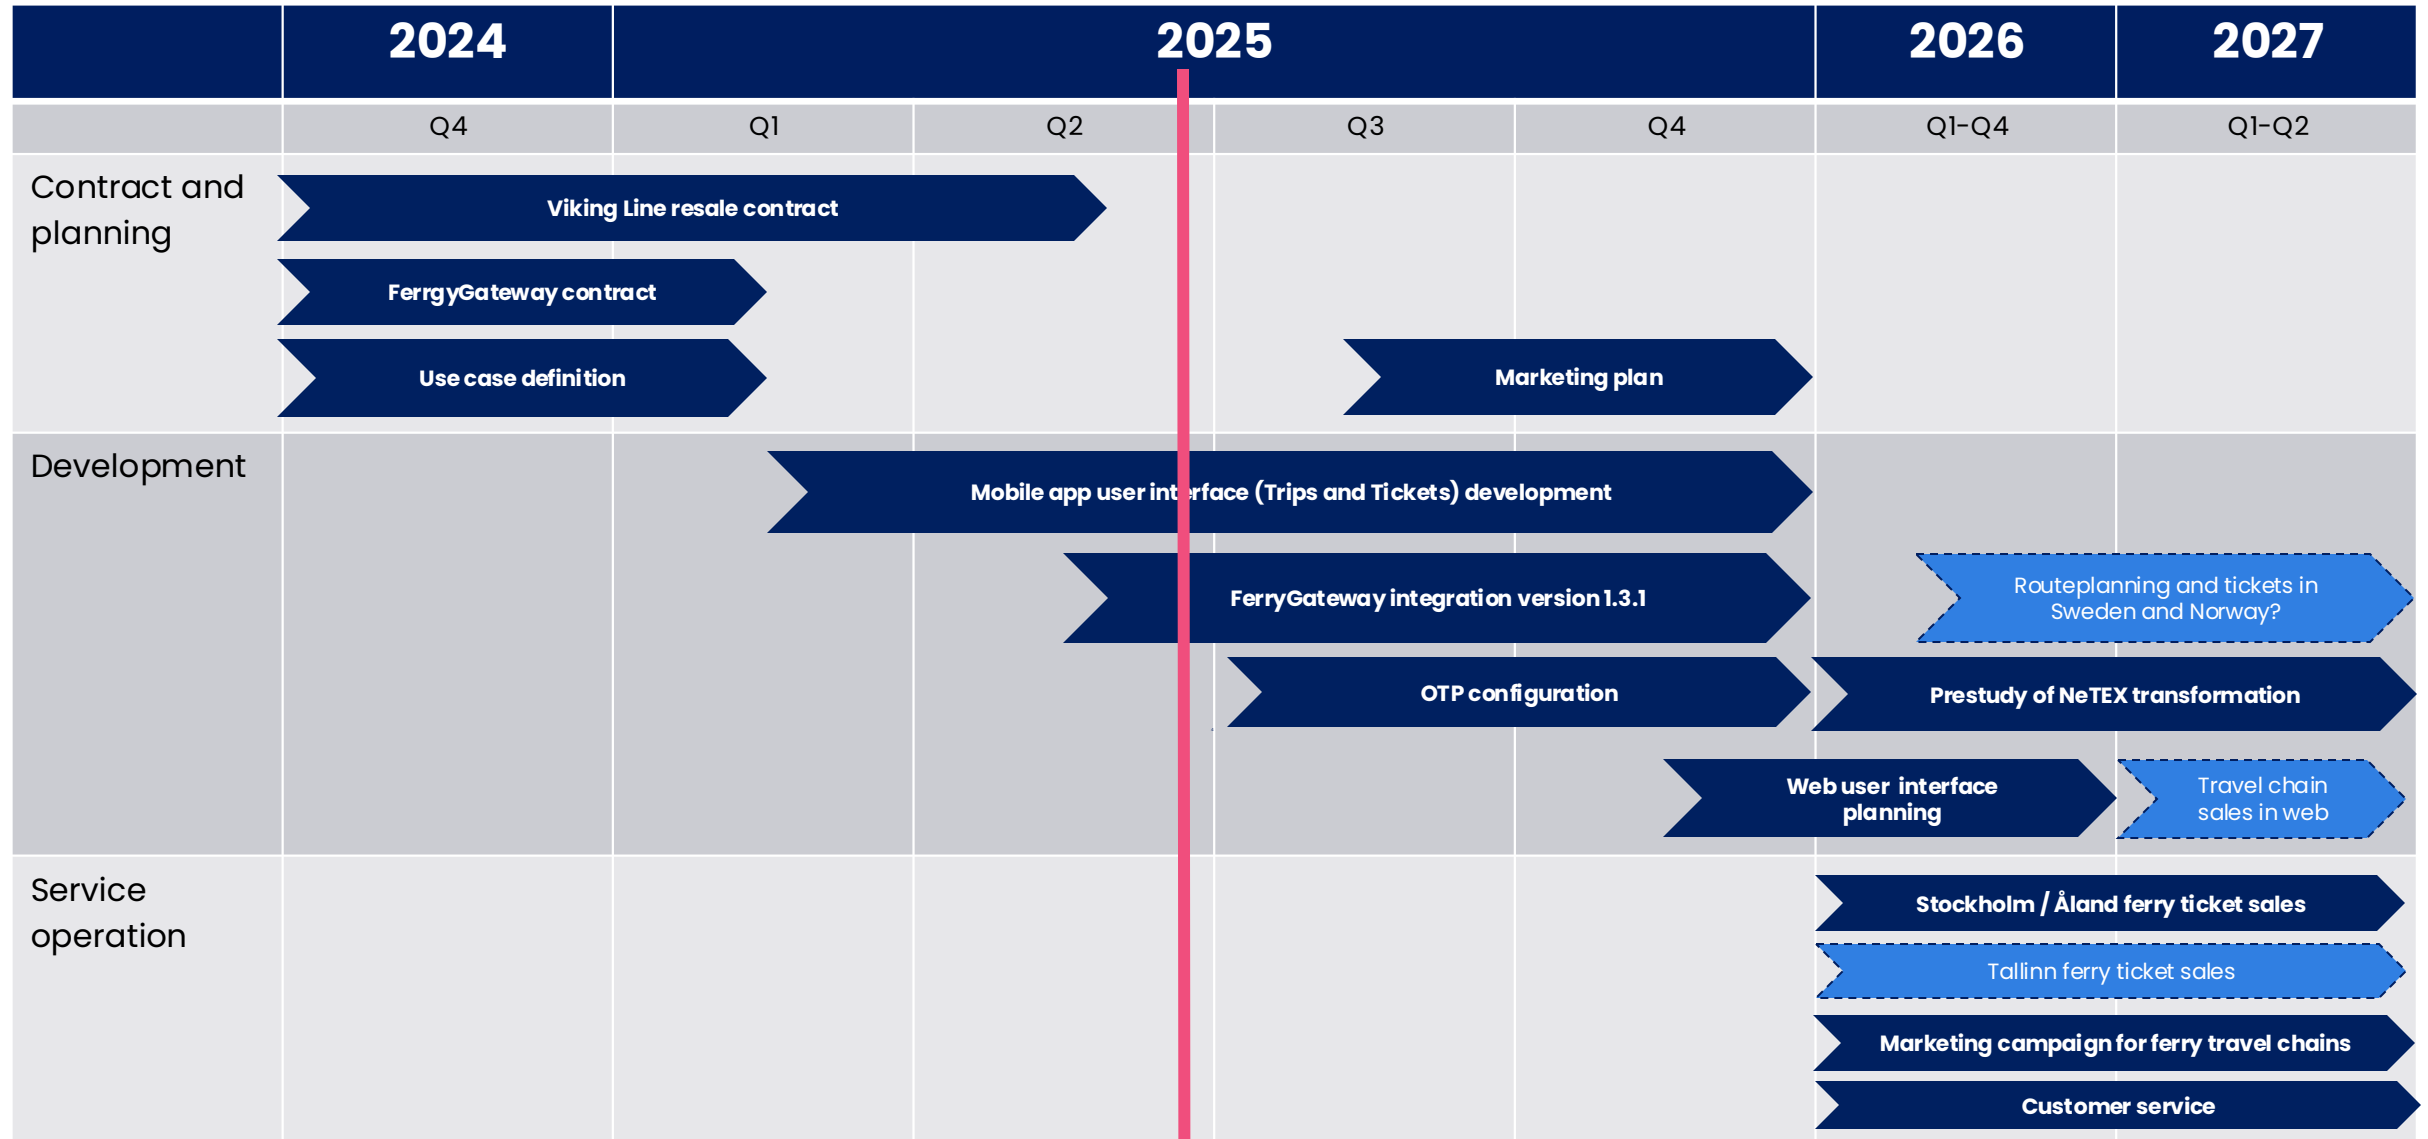 2024
2025
2026
2027
Q4
Q1
Q2
Q3
Q4
Q1-Q4
Q1-Q2
Contract and
planning
Viking Line resale contract
FerrgyGateway contract
Use case definition
Marketing plan
Development
Mobile app user interface (Trips and Tickets) development
FerryGateway integration version 1.3.1
Routeplanning and tickets in
Sweden and Norway?
OTP configuration
Prestudy of NeTEX transformation
Web user interface
planning
Travel chain
sales in web
Service
operation
Stockholm / Åland ferry ticket sales
Tallinn ferry ticket sales
Marketing campaign for ferry travel chains
Customer service